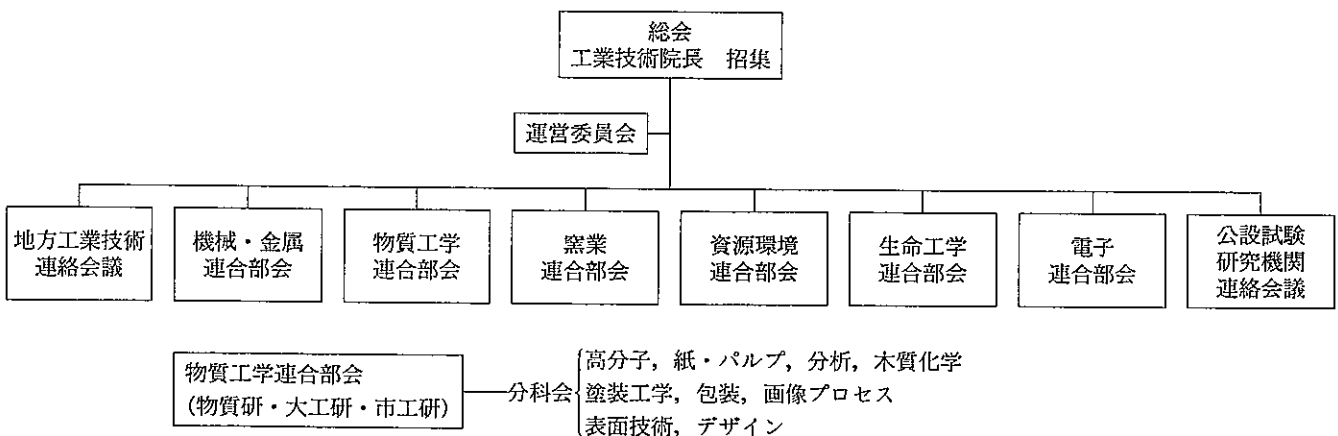 総会
工業技術院長 招集
運営委員会
地方工業技術
連絡会議
機械・金属
連合部会
物質工学
連合部会
窯業
連合部会
資源環境
連合部会
生命工学
連合部会
電子
連合部会
公設試験
研究機関
連絡会議
物質工学連合部会
(物質研・大工研・市工研)
分科会
高分子，紙・パルプ，分析，木質化学
塗装工学，包装，画像プロセス
表面技術，デザイン